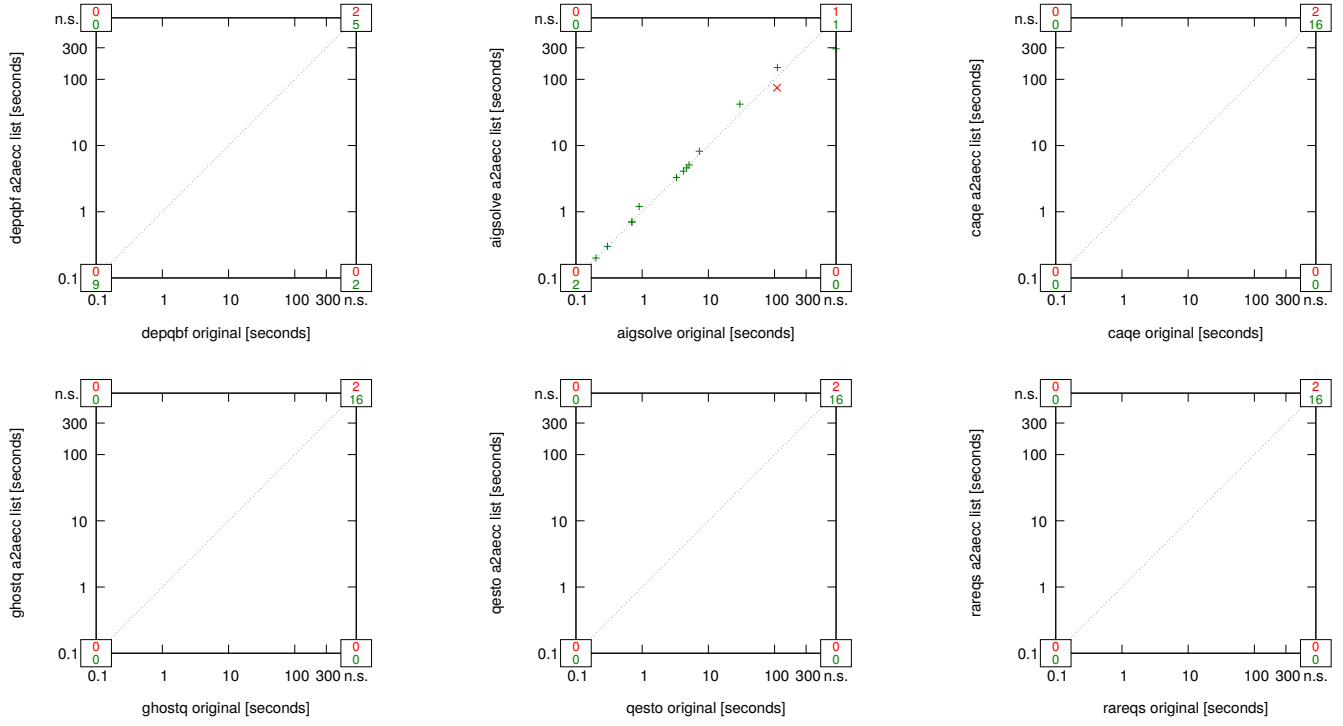 0 0 2
n.s. 0 5
300
100
10
1
0.1
0 0
9 2
0.1 1 10 100 300 n.s.
depqbf a2aecc list [seconds]
depqbf original [seconds]
0 1
n.s. 0 1
300
100
10
1
0.1
0 0
2 0
0.1 1 10 100 300 n.s.
aigsolve a2aecc list [seconds]
aigsolve original [seconds]
0 2
n.s. 0 16
300
100
10
1
0.1
0 0
0 0
0.1 1 10 100 300 n.s.
caqe a2aecc list [seconds]
caqe original [seconds]
0 2
n.s. 0 16
300
100
10
1
0.1
0 0
0 0
0.1 1 10 100 300 n.s.
ghostq a2aecc list [seconds]
ghostq original [seconds]
0 2
n.s. 0 16
300
100
10
1
0.1
0 0
0 0
0.1 1 10 100 300 n.s.
qesto a2aecc list [seconds]
qesto original [seconds]
0 2
n.s. 0 16
300
100
10
1
0.1
0 0
0 0
0.1 1 10 100 300 n.s.
rareqs a2aecc list [seconds]
rareqs original [seconds]